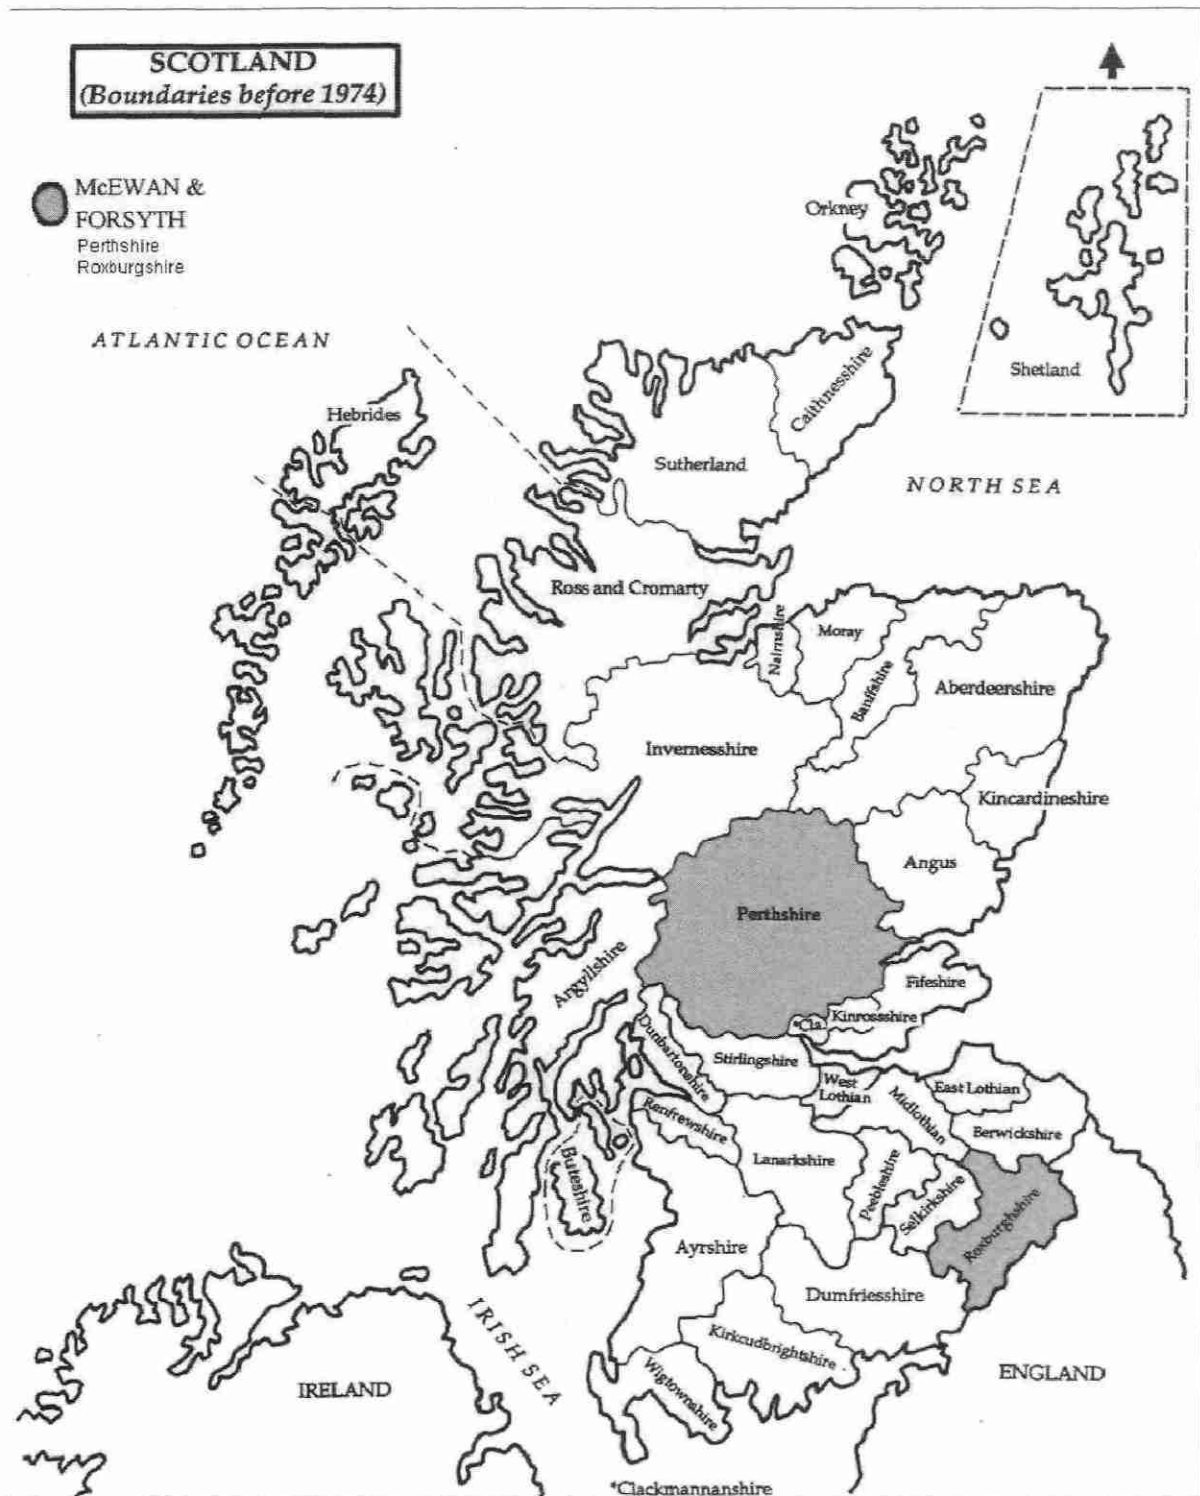 SCOTLAND
(Boundaries before 1974)
McEWAN &
FORSYTH
Perthshire
Roxburgshire
Orkney
Shetland
ATLANTIC OCEAN
Hebrides
Caithnesshire
Sutherland
NORTH SEA
Ross and Cromarty
Nairnshire
Moray
Banffshire
Aberdeenshire
Invernesshire
Kincardineshire
Angus
Perthshire
Argyllshire
Fifeshire
Kinrossshire
*Cla
Dunbartonshire
Stirlingshire
West
Lothian
Midlothian
East Lothian
Berwickshire
Renfrewshire
Lanarkshire
Peebleshire
Selkirkshire
Roxburghshire
Buteshire
Ayrshire
Dumfriesshire
Kirkcudbrightshire
Wigtownshire
IRISH SEA
IRELAND
ENGLAND
*Clackmannanshire